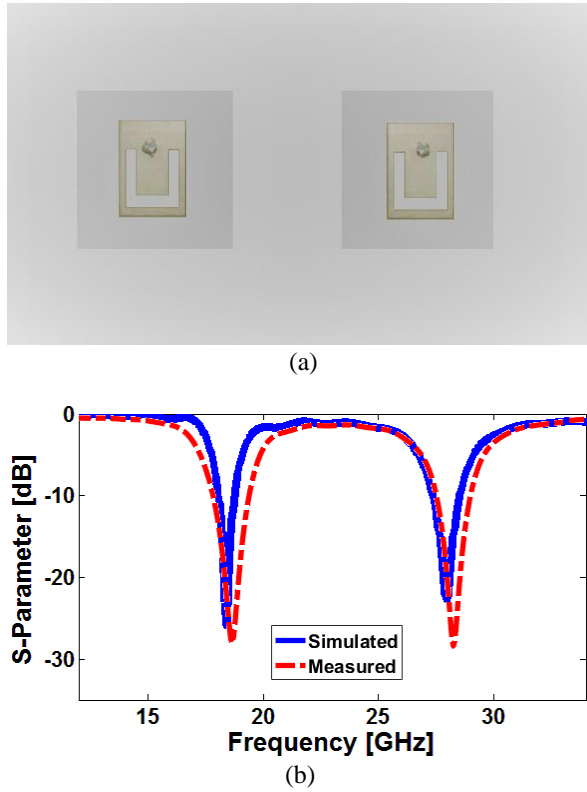 (a)
0
-10
-20
-30
S-Parameter [dB]
Simulated
Measured
15 20 25 30
Frequency [GHz]
(b)